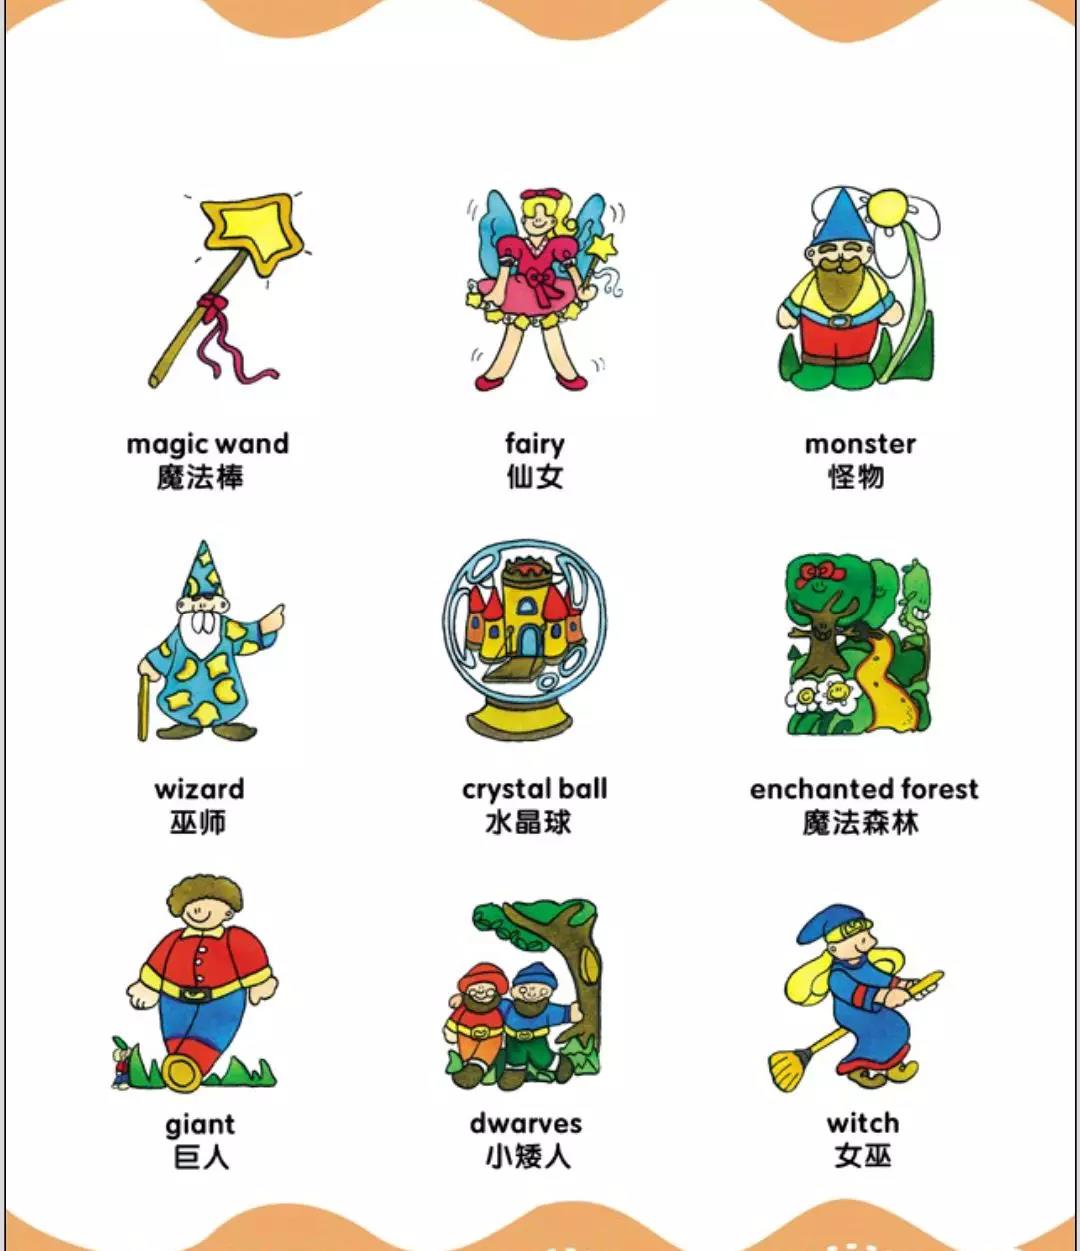 magic wand
魔法棒
fairy
仙女
monster
怪物
wizard
巫师
crystal ball
水晶球
enchanted forest
魔法森林
giant
巨人
dwarves
小矮人
witch
女巫